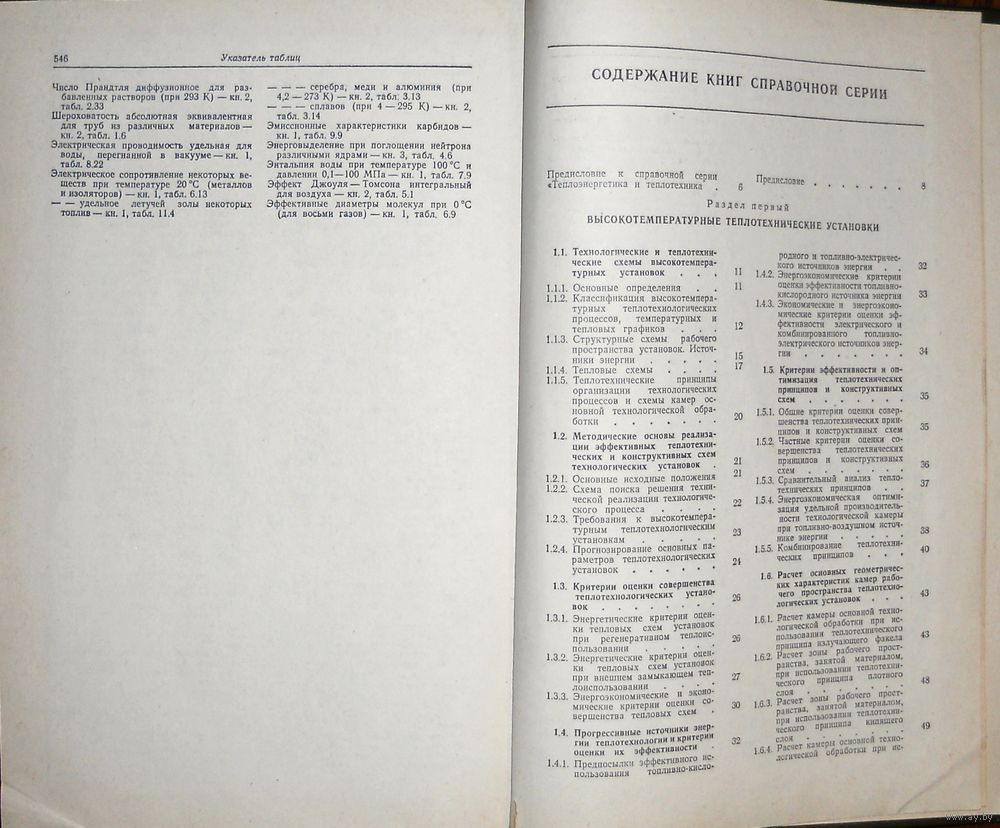 546
Указатель таблиц
Число Прандтля диффузионное для раз-
бавленных растворов (при 293 К) — кн. 2,
табл. 2.33
Шероховатость абсолютная эквивалентная
для труб из различных материалов —
кн. 2, табл. 1.6
Электрическая проводимость удельная для
воды, перегнанной в вакууме — кн. 1,
табл. 8.22
Электрическое сопротивление некоторых ве-
ществ при температуре 20 °С (металлов
и изоляторов) — кн. 1, табл. 6.13
— — удельное летучей золы некоторых
топлив — кн. 1, табл. 11.4
— — — серебра, меди и алюминия (при
4,2 — 273 К) — кн. 2, табл. 3.13
— — — сплавов (при 4 — 295 К) — кн. 2,
табл. 3.14
Эмиссионные характеристики карбидов —
кн. 1, табл. 9.9
Энерговыделение при поглощении нейтрона
различными ядрами — кн. 3, табл. 4.6
Энтальпия воды при температуре 100 °С и
давлении 0,1—100 МПа — кн. 1, табл. 7.9
Эффект Джоуля — Томсона интегральный
для воздуха — кн. 2, табл. 5.1
Эффективные диаметры молекул при 0 °С
(для восьми газов) — кн. 1, табл. 6.9
СОДЕРЖАНИЕ КНИГ СПРАВОЧНОЙ СЕРИИ
Предисловие к справочной серии
«Теплоэнергетика и теплотехника» . 6
Предисловие . . . . . . . 8
Раздел первый
ВЫСОКОТЕМПЕРАТУРНЫЕ ТЕПЛОТЕХНИЧЕСКИЕ УСТАНОВКИ
1.1. Технологические и теплотехни-
ческие схемы высокотемпера-
турных установок . . . 11
1.1.1. Основные определения . . 11
1.1.2. Классификация высокотемпера-
турных теплотехнологических
процессов, температурных и
тепловых графиков . . . 12
1.1.3. Структурные схемы рабочего
пространства установок. Источ-
ники энергии . . . . . 15
1.1.4. Тепловые схемы . . . . 17
1.1.5. Теплотехнические принципы
организации технологических
процессов и схемы камер ос-
новной технологической обра-
ботки . . . . . . . 20
1.2. Методические основы реализа-
ции эффективных теплотехни-
ческих и конструктивных схем
технологических установок . 21
1.2.1. Основные исходные положения 21
1.2.2. Схема поиска решения техни-
ческой реализации технологиче-
ского процесса . . . . 22
1.2.3. Требования к высокотемпера-
турным теплотехнологическим
установкам . . . . . 23
1.2.4. Прогнозирование основных па-
раметров теплотехнологических
установок . . . . . . 24
1.3. Критерии оценки совершенства
теплотехнологических устано-
вок . . . . . . . . 26
1.3.1. Энергетические критерии оцен-
ки тепловых схем установок
при регенеративном теплоис-
пользовании . . . . . 26
1.3.2. Энергетические критерии оцен-
ки тепловых схем установок
при внешнем замыкающем теп-
лоиспользовании . . . . 27
1.3.3. Энергоэкономические и эконо-
мические критерии оценки со-
вершенства тепловых схем . 30
1.4. Прогрессивные источники энер-
гии теплотехнологии и критерии
оценки их эффективности . 32
1.4.1. Предпосылки эффективного ис-
пользования топливно-кисло-
родного и топливно-электричес-
кого источников энергии . . 32
1.4.2. Энергоэкономические критерии
оценки эффективности топливно-
кислородного источника энергии 33
1.4.3. Экономические и энергоэконо-
мические критерии оценки эф-
фективности электрического и
комбинированного топливно-
электрического источников энер-
гии . . . . . . . 34
1.5. Критерии эффективности и оп-
тимизация теплотехнических
принципов и конструктивных
схем . . . . . . . 35
1.5.1. Общие критерии оценки совер-
шенства теплотехнических прин-
ципов и конструктивных схем 35
1.5.2. Частные критерии оценки со-
вершенства теплотехнических
принципов и конструктивных
схем . . . . . . . 36
1.5.3. Сравнительный анализ тепло-
технических принципов . . 37
1.5.4. Энергоэкономическая оптими-
зация удельной производитель-
ности технологической камеры
при топливно-воздушном источ-
нике энергии . . . . . 38
1.5.5. Комбинирование теплотехни-
ческих принципов . . . 40
1.6. Расчет основных геометричес-
ких характеристик камер рабо-
чего пространства теплотехно-
логических установок . . . 43
1.6.1. Расчет камеры основной техно-
логической обработки при ис-
пользовании теплотехнического
принципа излучающего факела 43
1.6.2. Расчет зоны рабочего прост-
ранства, занятой материалом,
при использовании теплотехни-
ческого принципа плотного
слоя . . . . . . . 48
1.6.3. Расчет зоны рабочего прост-
ранства, занятой материалом,
при использовании теплотехни-
ческого принципа кипящего
слоя . . . . . . . 49
1.6.4. Расчет камеры основной техно-
логической обработки при ис-
www.ay.by